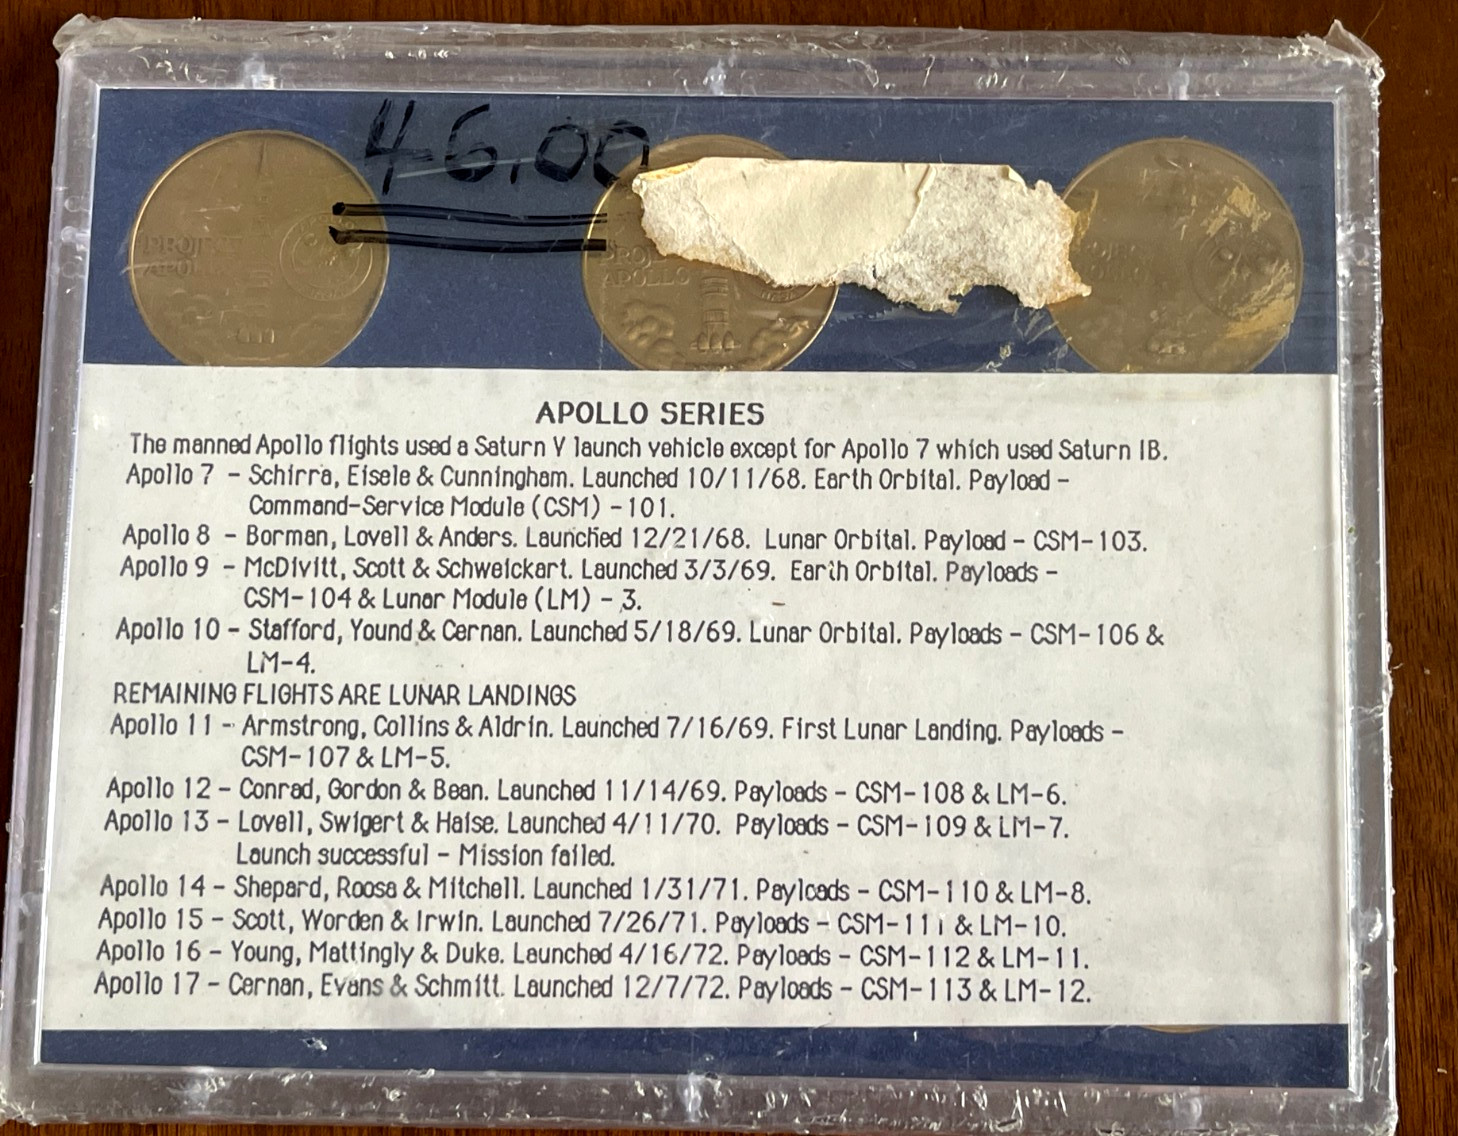 46.00
PROJECT
APOLLO
PROJ
APOLLO
APOLLO SERIES
The manned Apollo flights used a Saturn V launch vehicle except for Apollo 7 which used Saturn IB.
Apollo 7 - Schirra, Eisele & Cunningham. Launched 10/11/68. Earth Orbital. Payload -
Command-Service Module (CSM) - 101.
Apollo 8 - Borman, Lovell & Anders. Launched 12/21/68. Lunar Orbital. Payload - CSM-103.
Apollo 9 - McDivitt, Scott & Schweickart. Launched 3/3/69. Earth Orbital. Payloads -
CSM-104 & Lunar Module (LM) - 3.
Apollo 10 - Stafford, Yound & Cernan. Launched 5/18/69. Lunar Orbital. Payloads - CSM-106 &
LM-4.
REMAINING FLIGHTS ARE LUNAR LANDINGS
Apollo 11 - Armstrong, Collins & Aldrin. Launched 7/16/69. First Lunar Landing. Payloads -
CSM-107 & LM-5.
Apollo 12 - Conrad, Gordon & Bean. Launched 11/14/69. Payloads - CSM-108 & LM-6.
Apollo 13 - Lovell, Swigert & Haise. Launched 4/11/70. Payloads - CSM-109 & LM-7.
Launch successful - Mission failed.
Apollo 14 - Shepard, Roosa & Mitchell. Launched 1/31/71. Payloads - CSM-110 & LM-8.
Apollo 15 - Scott, Worden & Irwin. Launched 7/26/71. Payloads - CSM-111 & LM-10.
Apollo 16 - Young, Mattingly & Duke. Launched 4/16/72. Payloads - CSM-112 & LM-11.
Apollo 17 - Cernan, Evans & Schmitt. Launched 12/7/72. Payloads - CSM-113 & LM-12.